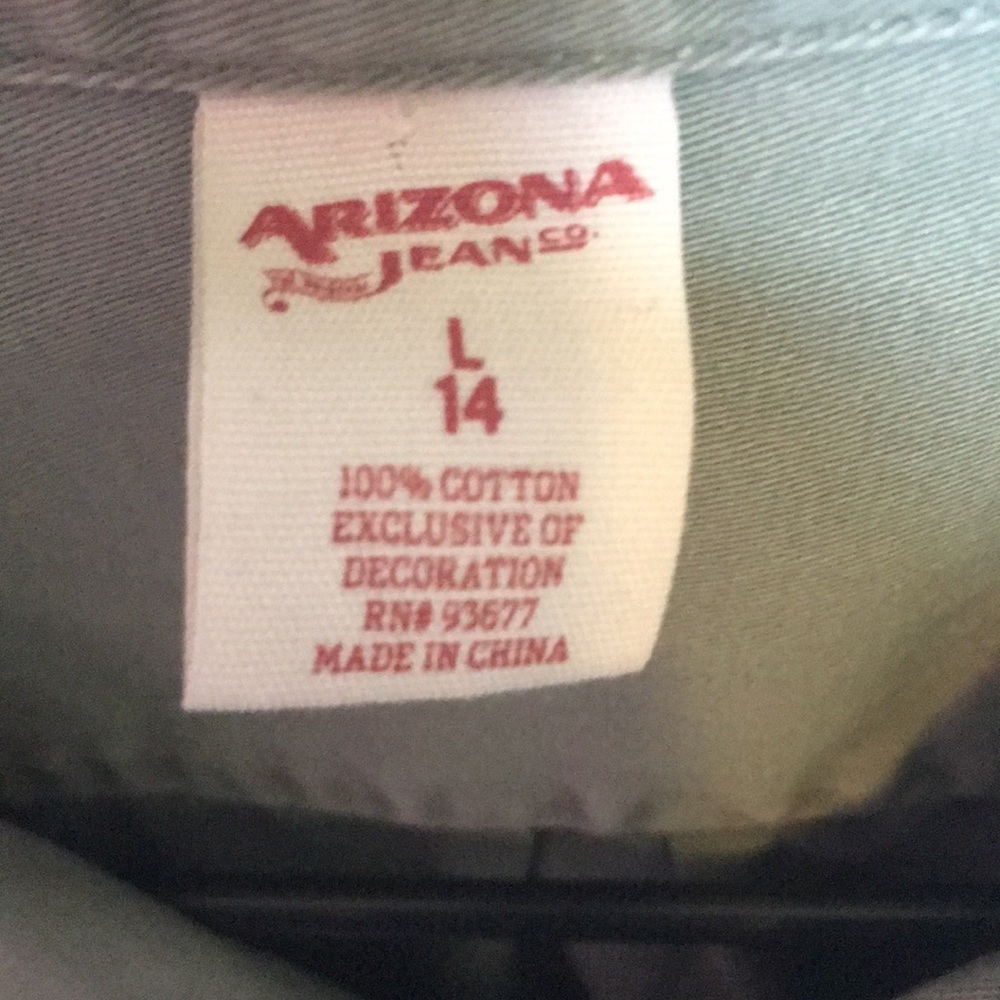 ARIZONA
JEAN CO.
L
14
100% COTTON
EXCLUSIVE OF
DECORATION
RN# 93677
MADE IN CHINA